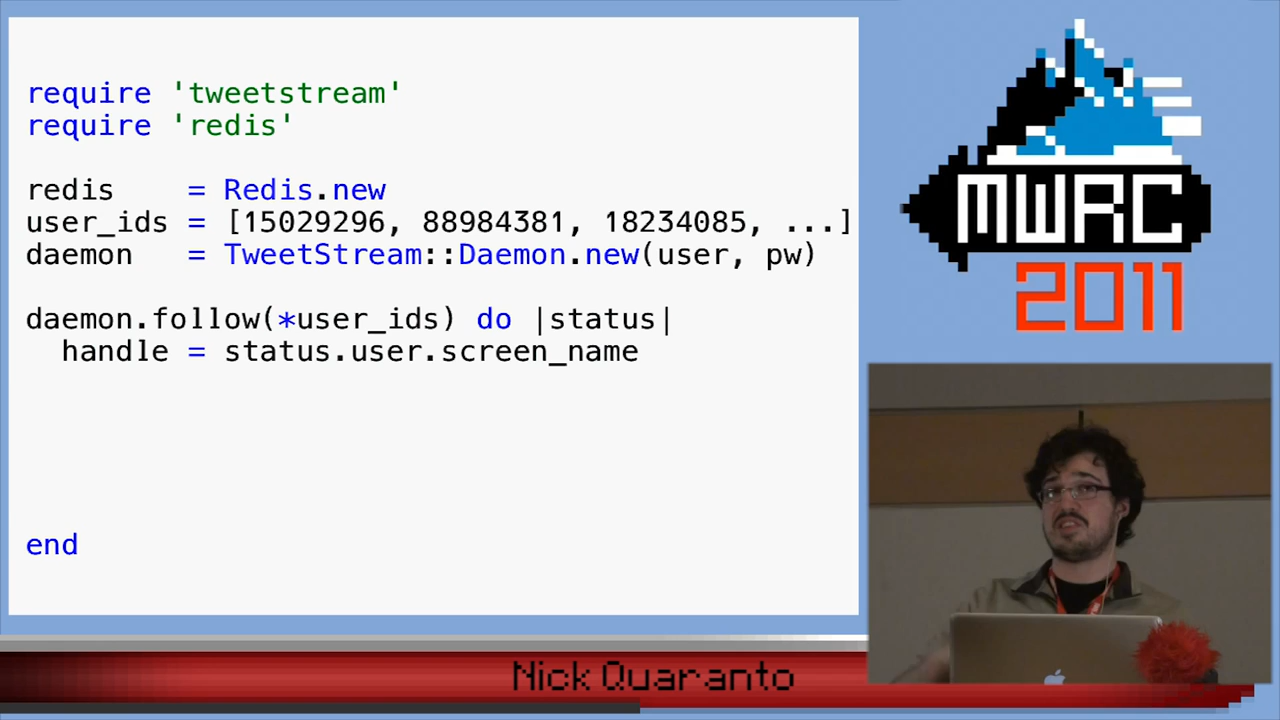 require 'tweetstream'
require 'redis'
redis    = Redis.new
user_ids = [15029296, 88984381, 18234085, ...]
daemon   = TweetStream::Daemon.new(user, pw)
daemon.follow(*user_ids) do |status|
  handle = status.user.screen_name
end
MWRC
2011
Nick Quaranto